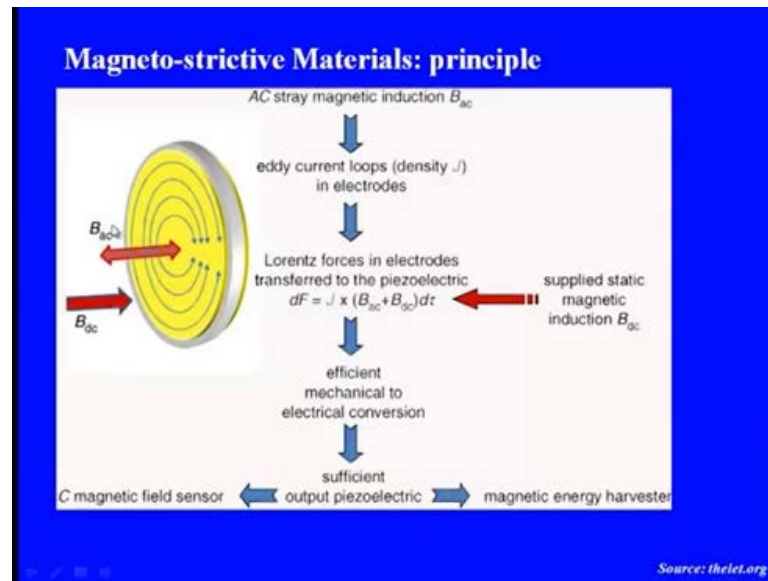 Magneto-strictive Materials: principle
AC stray magnetic induction Bac
eddy current loops (density J)
in electrodes
Bac
Bdc
Lorentz forces in electrodes
transferred to the piezoelectric
dF = J x (Bac+Bdc)dτ
supplied static
magnetic
induction Bdc
efficient
mechanical to
electrical conversion
sufficient
output piezoelectric
C magnetic field sensor
magnetic energy harvester
Source: theiet.org